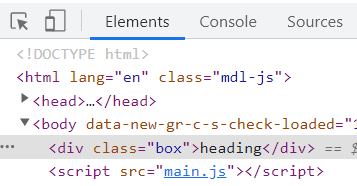 Elements Console Sources
<!DOCTYPE html>
<html lang="en" class="mdl-js">
<head>…</head>
<body data-new-gr-c-s-check-loaded="1
<div class="box">heading</div> == $
<script src="main.js"></script>